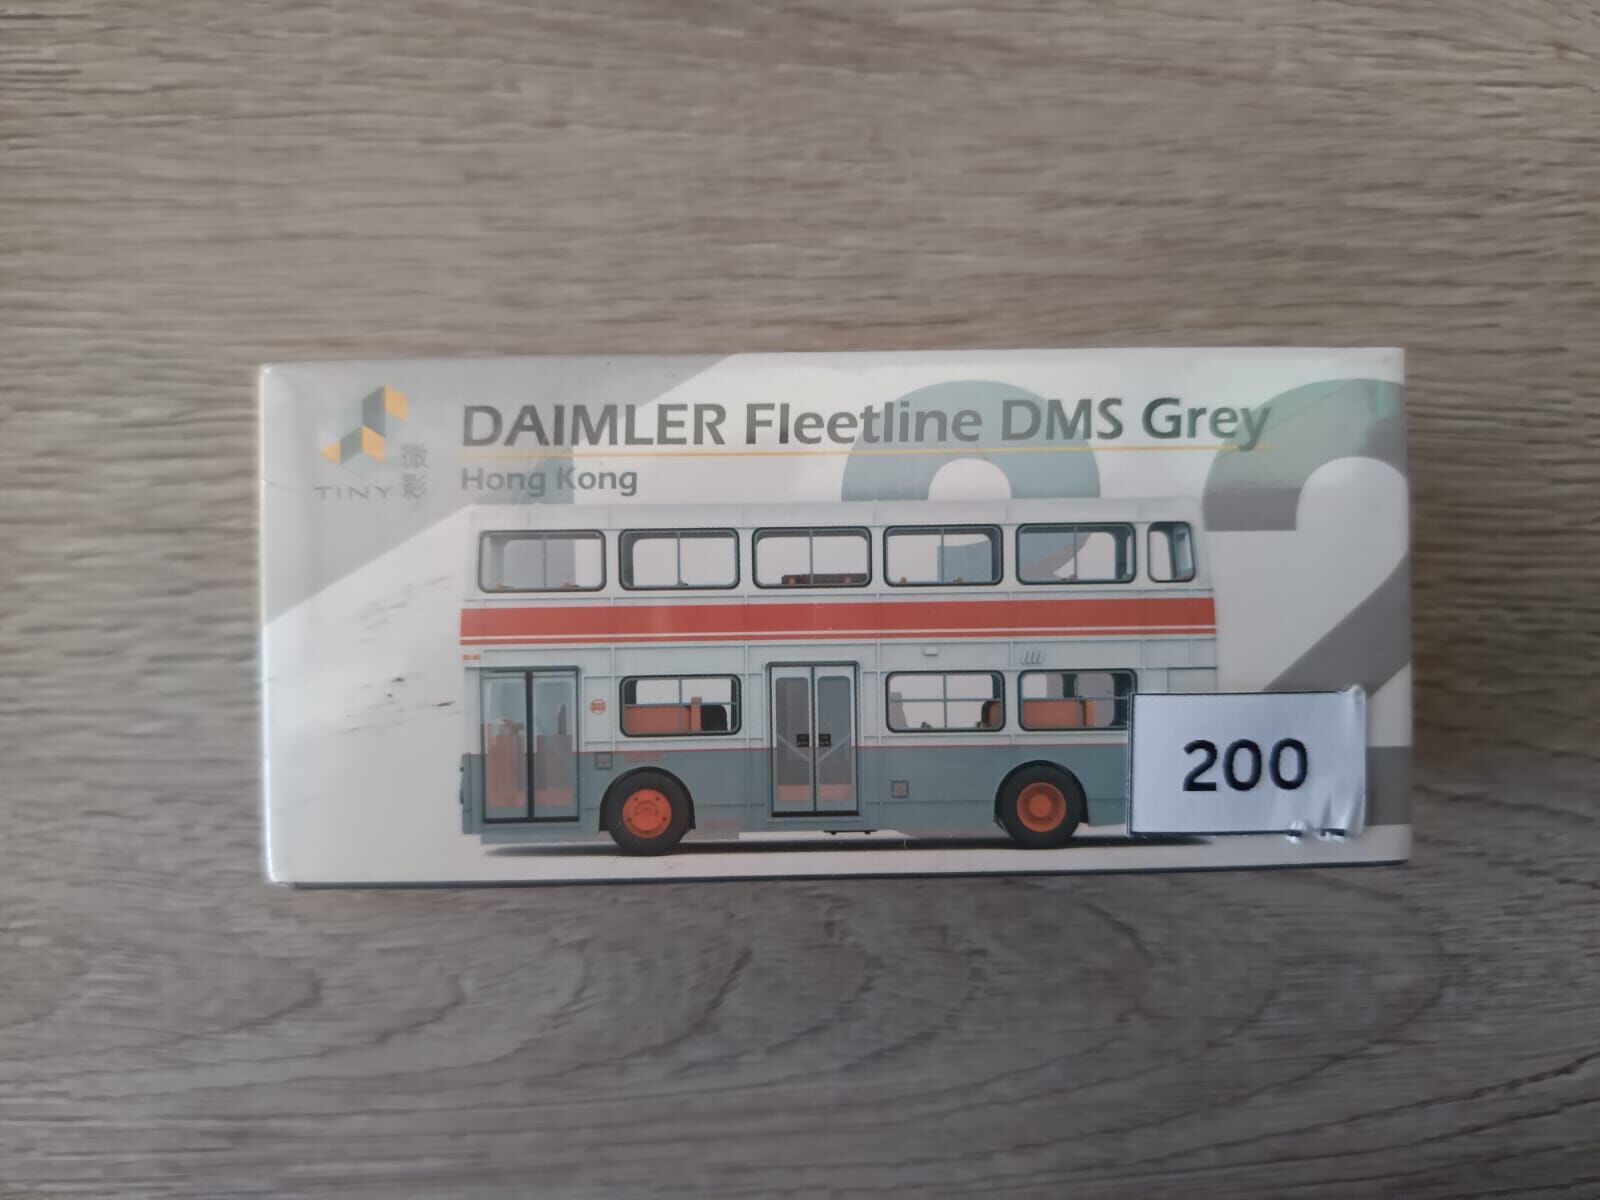 DAIMLER Fleetline DMS Grey
Hong Kong
TINY 微影
200